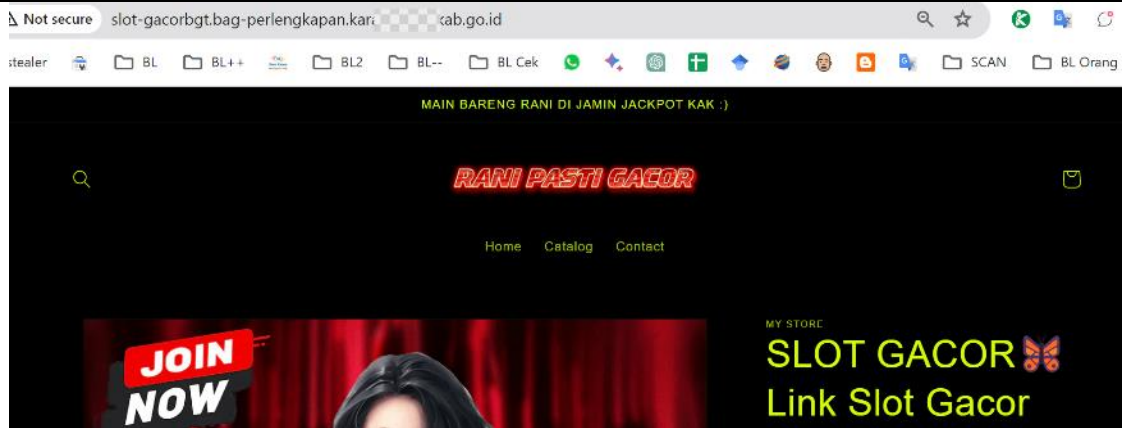 Not secure slot-gacorbgt.bag-perlengkapan.kar kab.go.id
stealer BL BL++ BL2 BL-- BL Cek SCAN BL Orang
MAIN BARENG RANI DI JAMIN JACKPOT KAK :}
RANI PASTI GACOR
Home Catalog Contact
MY STORE
JOIN
NOW
SLOT GACOR🦋
Link Slot Gacor